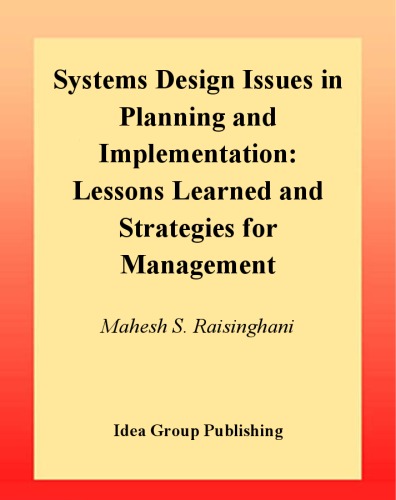 Systems Design Issues in
Planning and
Implementation:
Lessons Learned and
Strategies for
Management
Mahesh S. Raisinghani
Idea Group Publishing